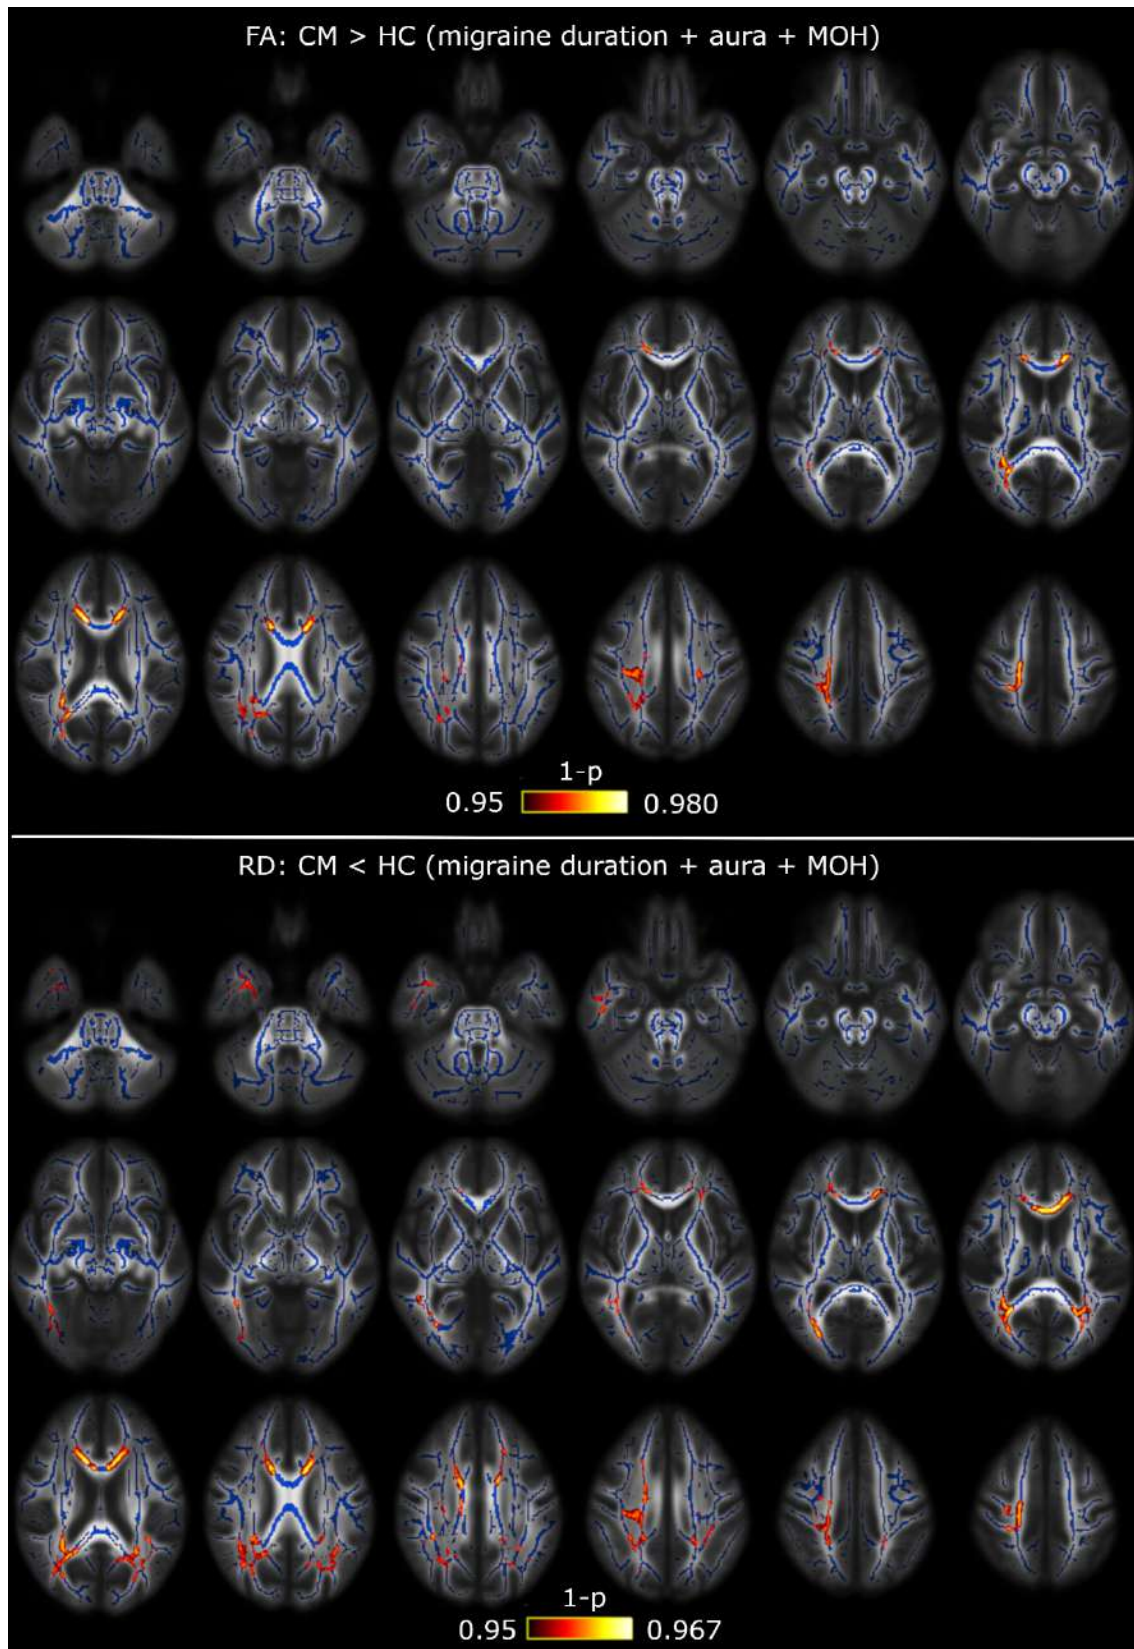 FA: CM > HC (migraine duration + aura + MOH)
1-p
0.95 0.980
RD: CM < HC (migraine duration + aura + MOH)
1-p
0.95 0.967